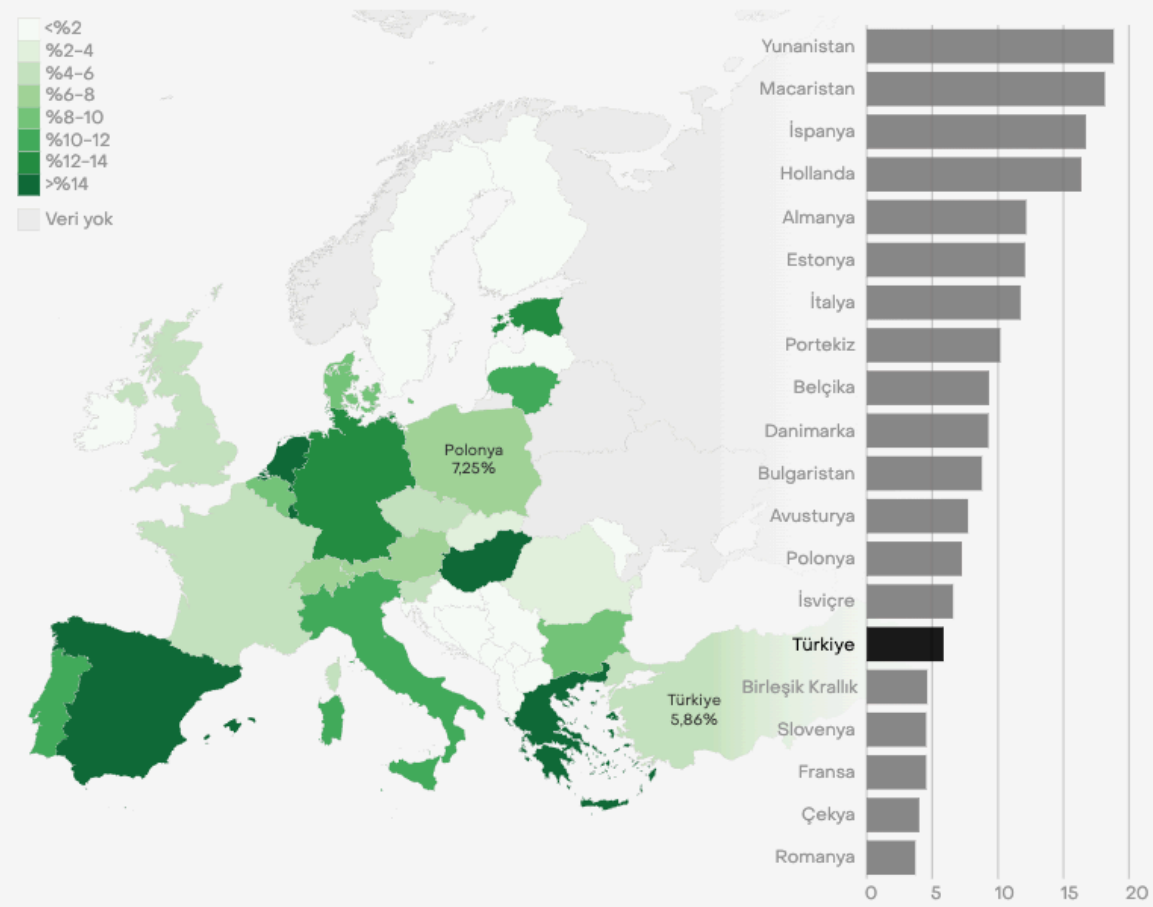 <%2
%2-4
%4-6
%6-8
%8-10
%10-12
%12-14
>%14
Veri yok
Polonya
7,25%
Türkiye
5,86%
Yunanistan
Macaristan
İspanya
Hollanda
Almanya
Estonya
İtalya
Portekiz
Belçika
Danimarka
Bulgaristan
Avusturya
Polonya
İsviçre
Türkiye
Birleşik Krallık
Slovenya
Fransa
Çekya
Romanya
0 5 10 15 20